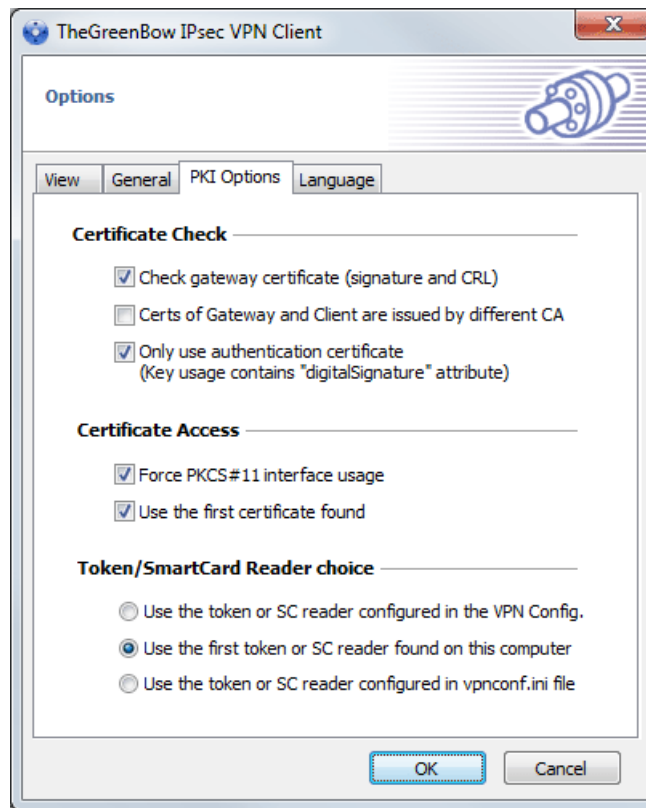 TheGreenBow IPsec VPN Client
Options
View General PKI Options Language
Certificate Check
Check gateway certificate (signature and CRL)
Certs of Gateway and Client are issued by different CA
Only use authentication certificate
(Key usage contains "digitalSignature" attribute)
Certificate Access
Force PKCS#11 interface usage
Use the first certificate found
Token/SmartCard Reader choice
Use the token or SC reader configured in the VPN Config.
Use the first token or SC reader found on this computer
Use the token or SC reader configured in vpnconf.ini file
OK Cancel